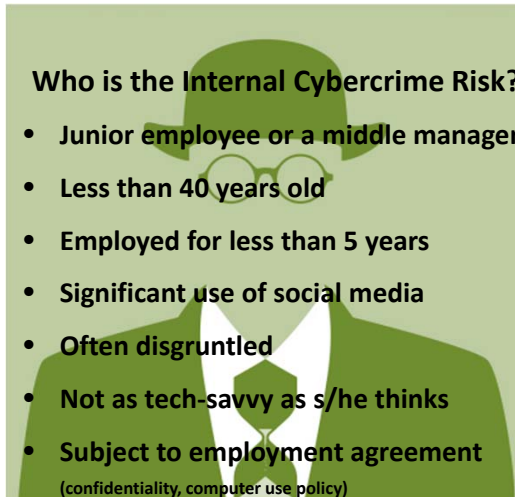 Who is the Internal Cybercrime Risk?
• Junior employee or a middle manager
• Less than 40 years old
• Employed for less than 5 years
• Significant use of social media
• Often disgruntled
• Not as tech-savvy as s/he thinks
• Subject to employment agreement
(confidentiality, computer use policy)